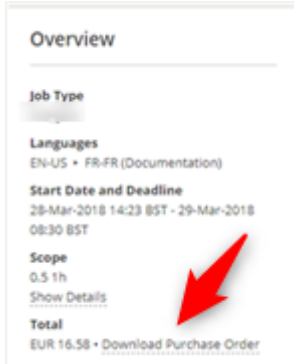 Overview
Job Type
Languages
EN-US • FR-FR (Documentation)
Start Date and Deadline
28-Mar-2018 14:23 BST - 29-Mar-2018
08:30 BST
Scope
0.5 1h
Show Details
Total
EUR 16.58 • Download Purchase Order